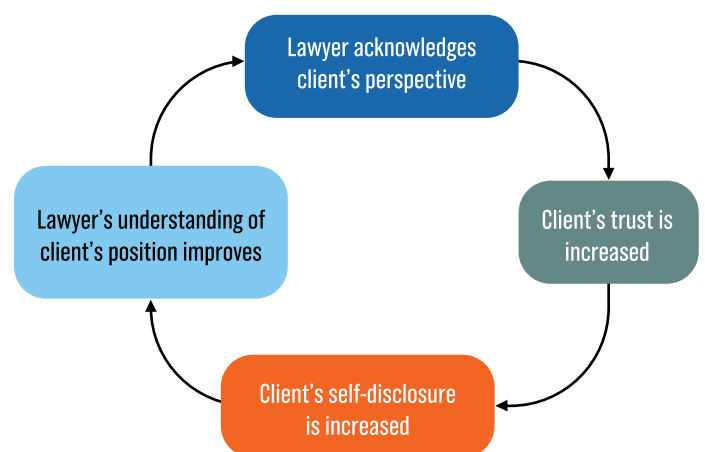 Lawyer acknowledges
client’s perspective
Client’s trust is
increased
Client’s self-disclosure
is increased
Lawyer’s understanding of
client’s position improves